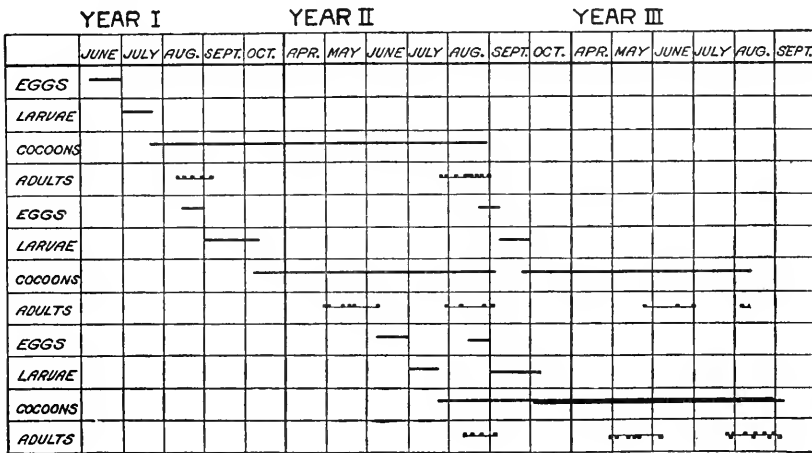 YEAR I YEAR II YEAR III
JUNE JULY AUG. SEPT. OCT. APR. MAY JUNE JULY AUG. SEPT. OCT. APR. MAY JUNE JULY AUG. SEPT.
EGGS
LARVAE
COCOONS
ADULTS
EGGS
LARVAE
COCOONS
ADULTS
EGGS
LARVAE
COCOONS
ADULTS